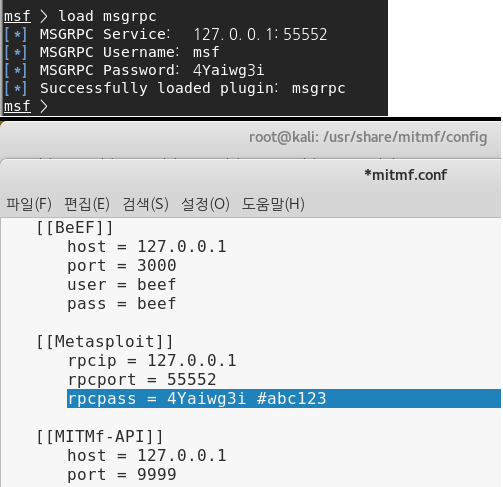 msf > load msgrpc
[*] MSGRPC Service:  127.0.0.1:55552
[*] MSGRPC Username: msf
[*] MSGRPC Password: 4Yaiwg3i
[*] Successfully loaded plugin: msgrpc
msf >
root@kali: /usr/share/mitmf/config
*mitmf.conf
파일(F) 편집(E) 검색(S) 설정(O) 도움말(H)
[[BeEF]]
host = 127.0.0.1
port = 3000
user = beef
pass = beef
[[Metasploit]]
rpcip = 127.0.0.1
rpcport = 55552
rpcpass = 4Yaiwg3i #abc123
[[MITMf-API]]
host = 127.0.0.1
port = 9999